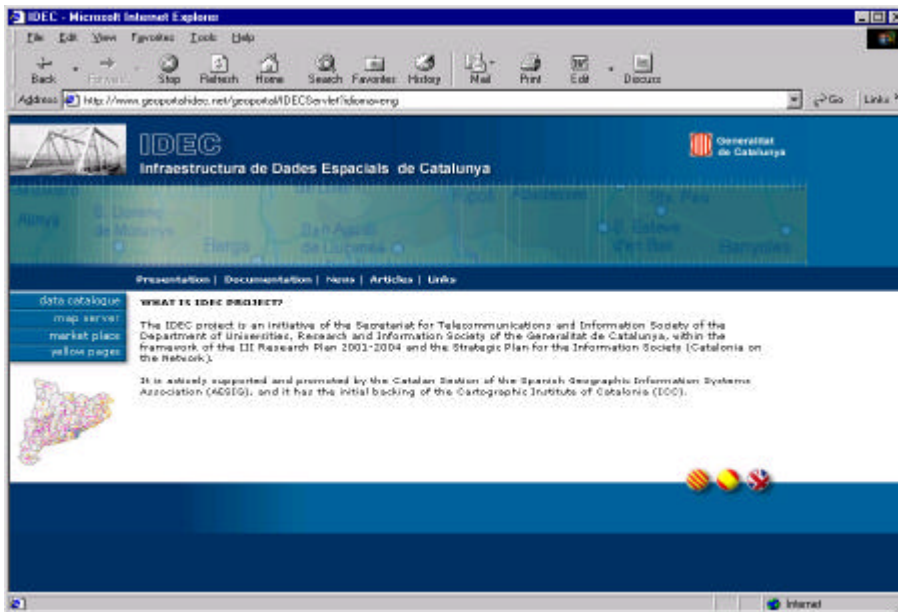 IDEC - Microsoft Internet Explorer
File Edit View Favorites Tools Help
Back Forward Stop Refresh Home Search Favorites History Mail Print Edit Discuss
Address http://www.geoportalidec.net/geoportal/IDECServlet?idioma=eng Go Links
IDEC
Infraestructura de Dades Espacials de Catalunya
Generalitat
de Catalunya
Ripoll
Berga
Banyoles
Presentation | Documentation | News | Articles | Links
data catalogue
map server
market place
yellow pages
WHAT IS IDEC PROJECT?
The IDEC project is an initiative of the Secretariat for Telecommunications and Information Society of the
Department of Universities, Research and Information Society of the Generalitat de Catalunya, within the
framework of the III Research Plan 2001-2004 and the Strategic Plan for the Information Society (Catalonia on
the Network).
It is actively supported and promoted by the Catalan Section of the Spanish Geographic Information Systems
Association (AESIG), and it has the initial backing of the Cartographic Institute of Catalonia (ICC).
Internet